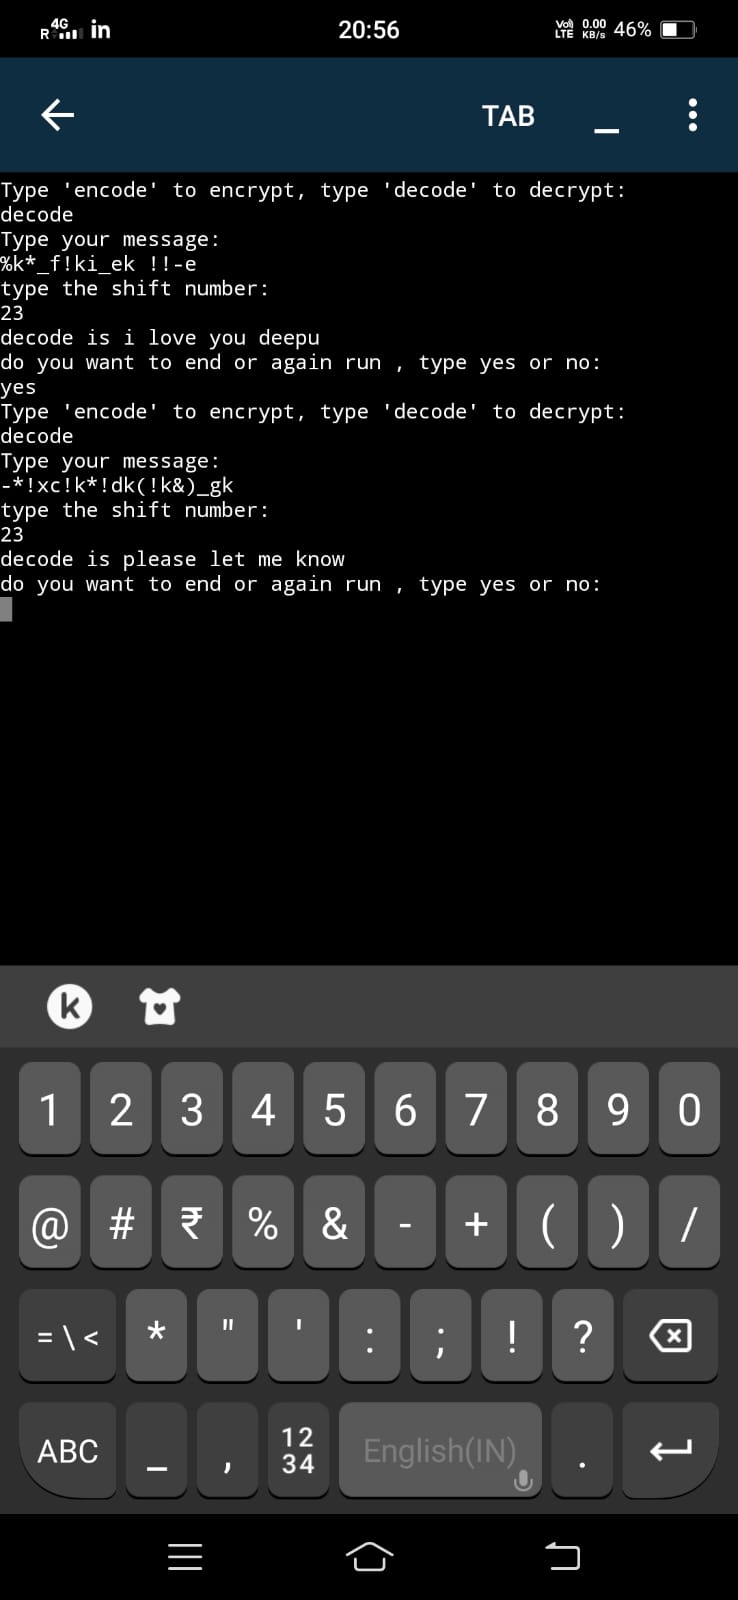 R 4G in 20:56 Vo) LTE 0.00 KB/s 46%
TAB _
Type 'encode' to encrypt, type 'decode' to decrypt:
decode
Type your message:
%k*_f!ki_ek !!-e
type the shift number:
23
decode is i love you deepu
do you want to end or again run , type yes or no:
yes
Type 'encode' to encrypt, type 'decode' to decrypt:
decode
Type your message:
-*!xc!k*!dk(!k&)_gk
type the shift number:
23
decode is please let me know
do you want to end or again run , type yes or no:
k
1 2 3 4 5 6 7 8 9 0
@ # ₹ % & - + ( ) /
= \ < * " ' : ; ! ?
ABC _ , 12 34 English(IN) .